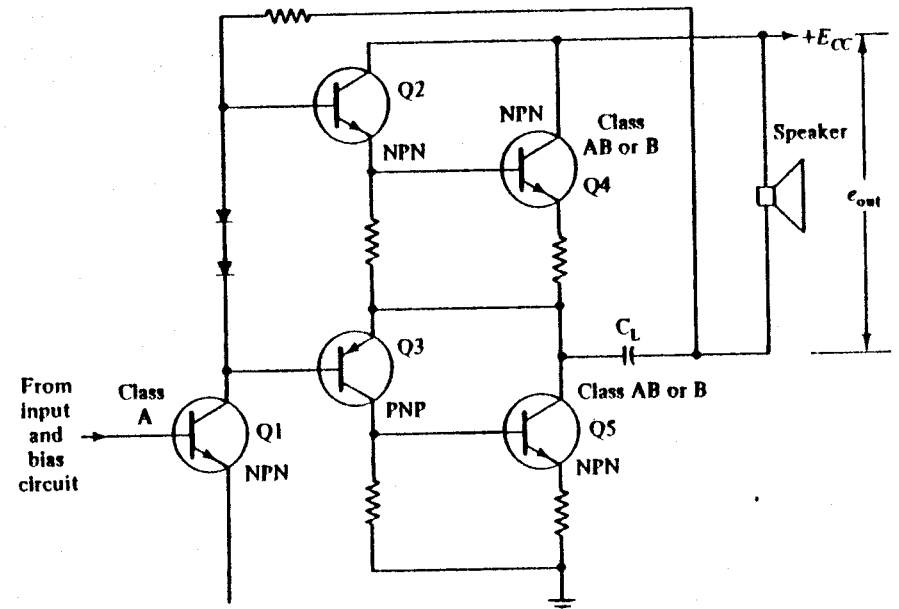 +E_CC
Q2
NPN
NPN
Class
AB or B
Q4
Speaker
e_out
Q3
PNP
C_L
Class AB or B
Q5
NPN
From
input
and
bias
circuit
Class
A
Q1
NPN